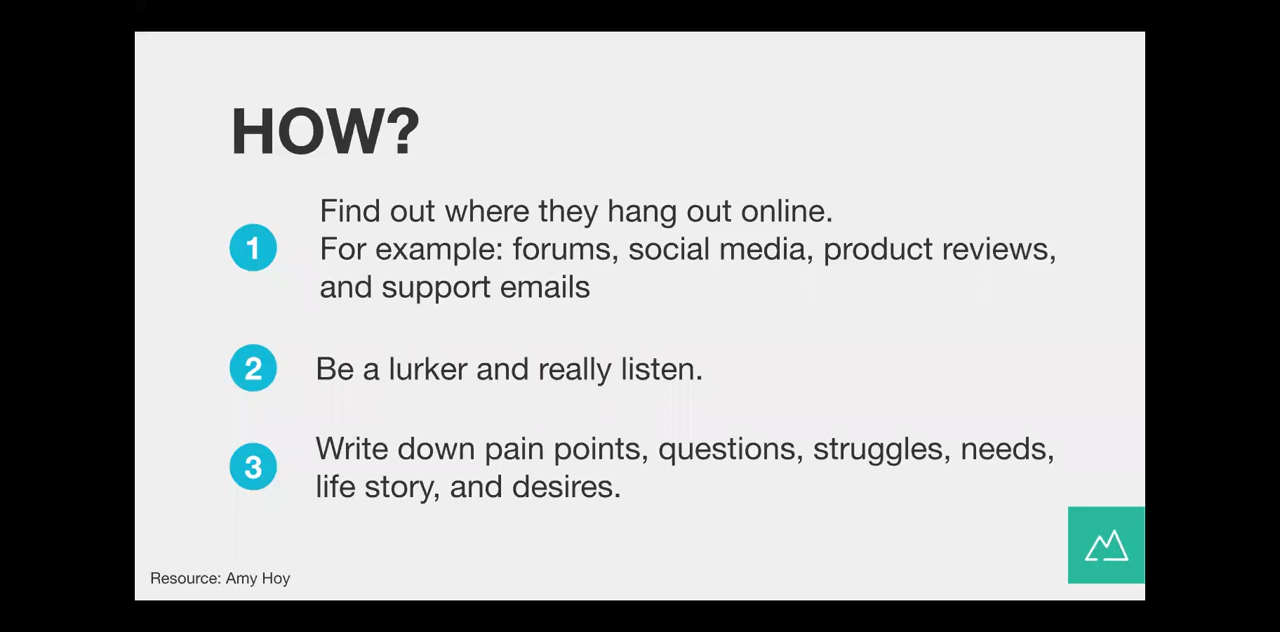 HOW?
1
Find out where they hang out online.
For example: forums, social media, product reviews,
and support emails
2
Be a lurker and really listen.
3
Write down pain points, questions, struggles, needs,
life story, and desires.
Resource: Amy Hoy